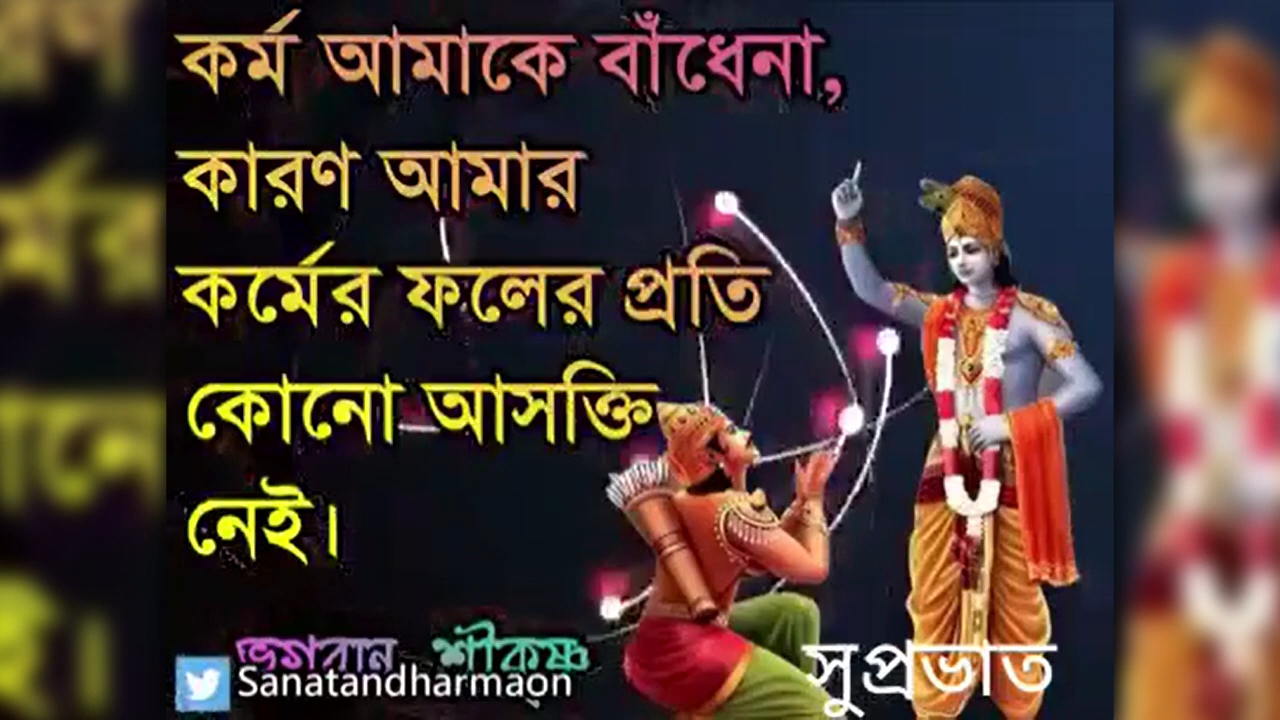 কর্ম আমাকে বাঁধেনা,
কারণ আমার
কর্মের ফলের প্রতি
কোনো আসক্তি
নেই।
ভগবান শ্রীকৃষ্ণ
Sanatandharmaon
সুপ্রভাত